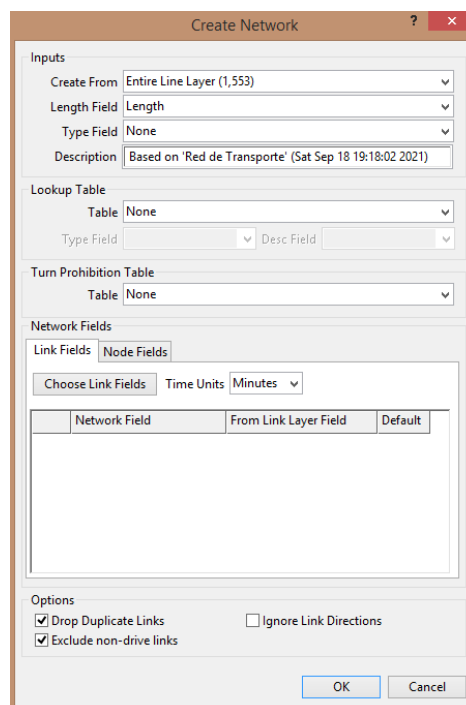 Create Network
?
Inputs
Create From Entire Line Layer (1,553)
Length Field Length
Type Field None
Description Based on 'Red de Transporte' (Sat Sep 18 19:18:02 2021)
Lookup Table
Table None
Type Field Desc Field
Turn Prohibition Table
Table None
Network Fields
Link Fields Node Fields
Choose Link Fields Time Units Minutes
Network Field From Link Layer Field Default
Options
Drop Duplicate Links Ignore Link Directions
Exclude non-drive links
OK Cancel